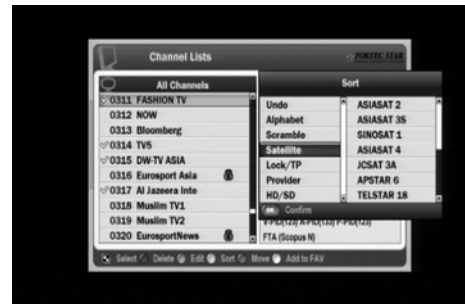 Channel Lists
FORTEC STAR
All Channels
0311 FASHION TV
0312 NOW
0313 Bloomberg
0314 TV5
0315 DW-TV ASIA
0316 Eurosport Asia
0317 Al Jazeera Inte
0318 Muslim TV1
0319 Muslim TV2
0320 EurosportNews
Sort
Undo
Alphabet
Scramble
Satellite
Lock/TP
Provider
HD/SD
ASIASAT 2
ASIASAT 3S
SINOSAT 1
ASIASAT 4
JCSAT 3A
APSTAR 6
TELSTAR 18
OK Confirm
FTA (Scopus N)
Select Delete Edit Sort Move Add to FAV